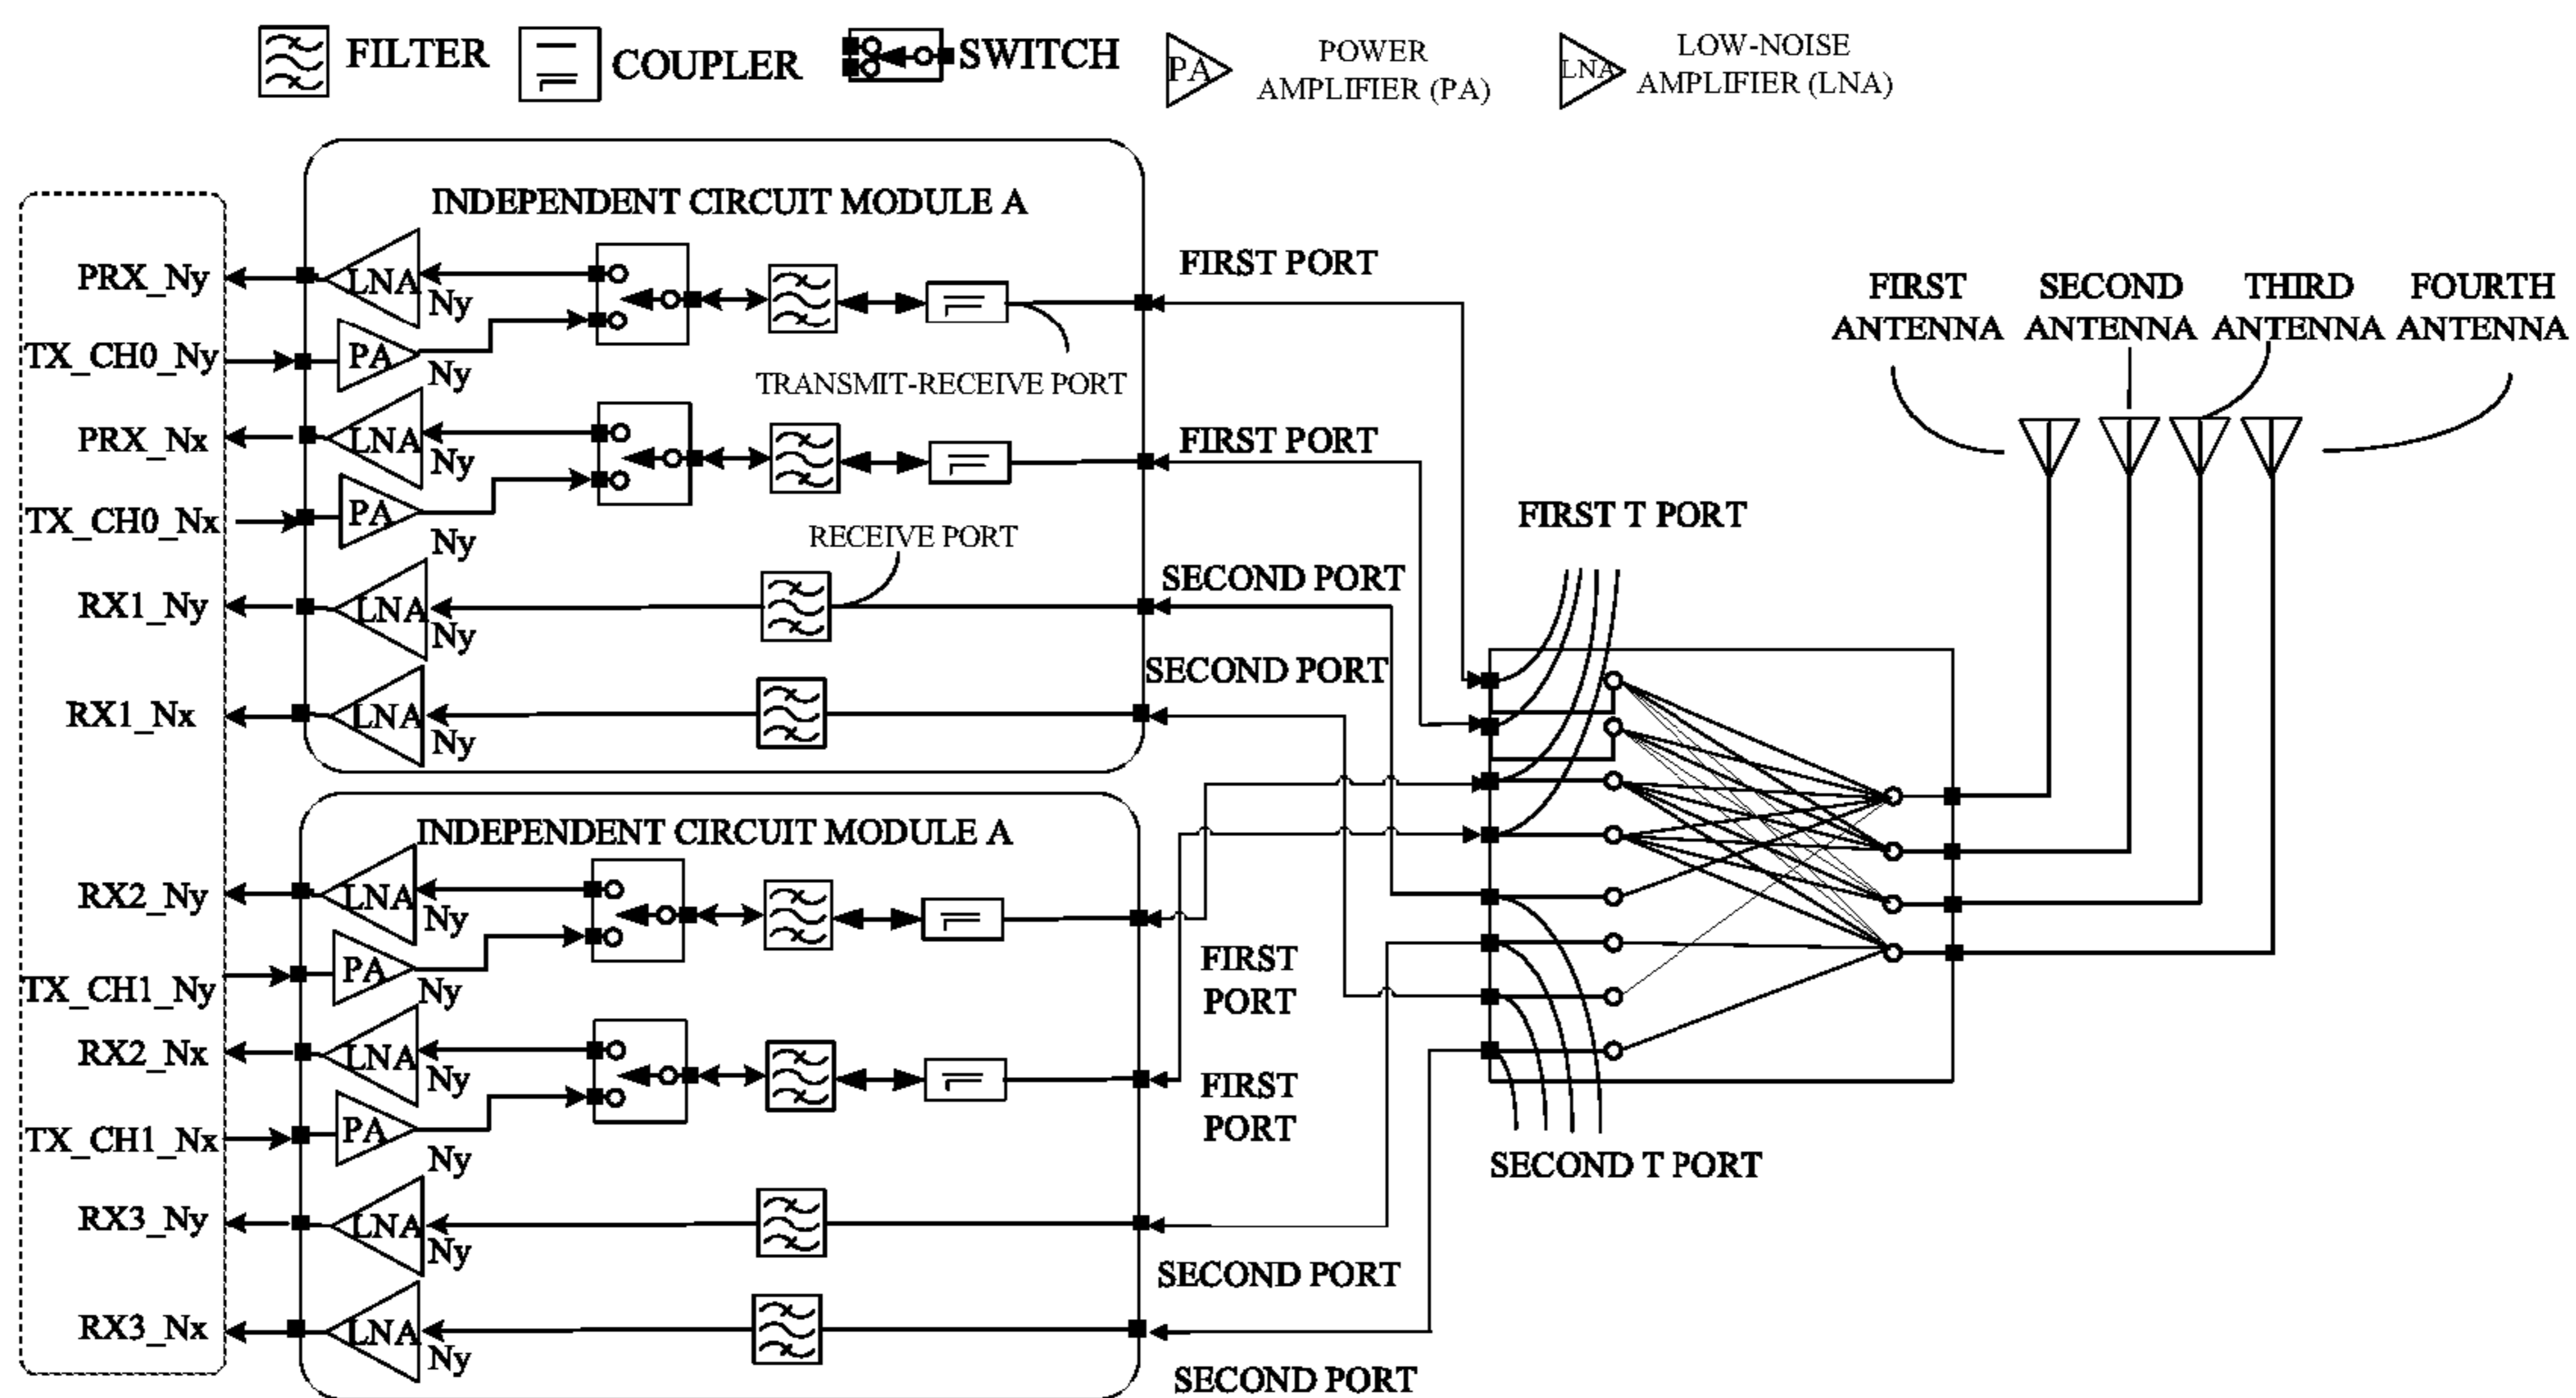 FILTER
COUPLER
SWITCH
PA
POWER
AMPLIFIER (PA)
LNA
LOW-NOISE
AMPLIFIER (LNA)
INDEPENDENT CIRCUIT MODULE A
PRX_Ny
LNA
Ny
TX_CH0_Ny
PA
Ny
TRANSMIT-RECEIVE PORT
PRX_Nx
LNA
Ny
TX_CH0_Nx
PA
Ny
RECEIVE PORT
RX1_Ny
LNA
Ny
RX1_Nx
LNA
Ny
FIRST PORT
FIRST PORT
SECOND PORT
SECOND PORT
INDEPENDENT CIRCUIT MODULE A
RX2_Ny
LNA
Ny
TX_CH1_Ny
PA
Ny
RX2_Nx
LNA
Ny
TX_CH1_Nx
PA
Ny
RX3_Ny
LNA
Ny
RX3_Nx
LNA
Ny
FIRST
PORT
FIRST
PORT
SECOND PORT
SECOND PORT
FIRST T PORT
SECOND T PORT
FIRST
ANTENNA
SECOND
ANTENNA
THIRD
ANTENNA
FOURTH
ANTENNA